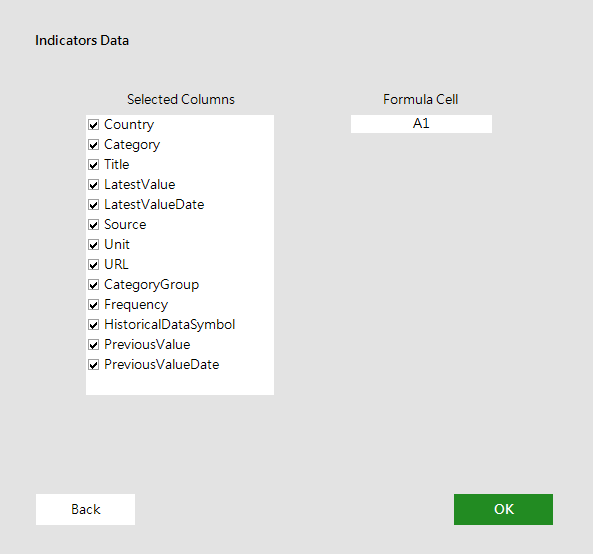 Indicators Data
Selected Columns
Formula Cell
Country
A1
Category
Title
LatestValue
LatestValueDate
Source
Unit
URL
CategoryGroup
Frequency
HistoricalDataSymbol
PreviousValue
PreviousValueDate
Back
OK